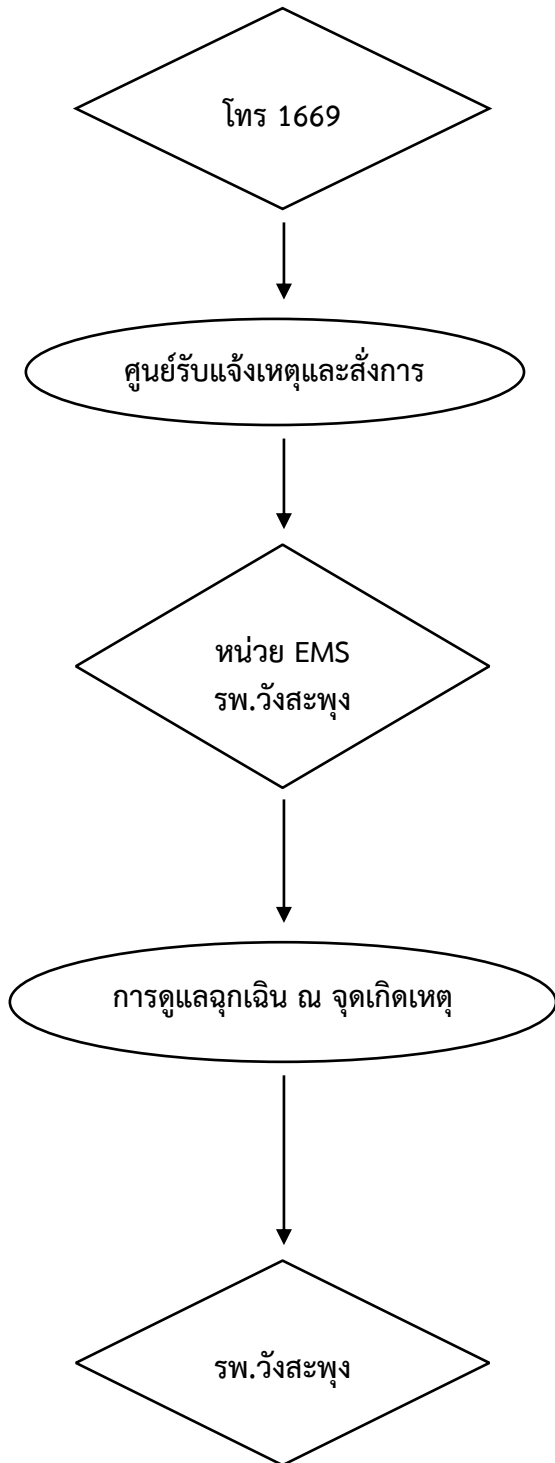 โทร 1669
ศูนย์รับแจ้งเหตุและสั่งการ
หน่วย EMS
รพ.วังสะพุง
การดูแลฉุกเฉิน ณ จุดเกิดเหตุ
รพ.วังสะพุง